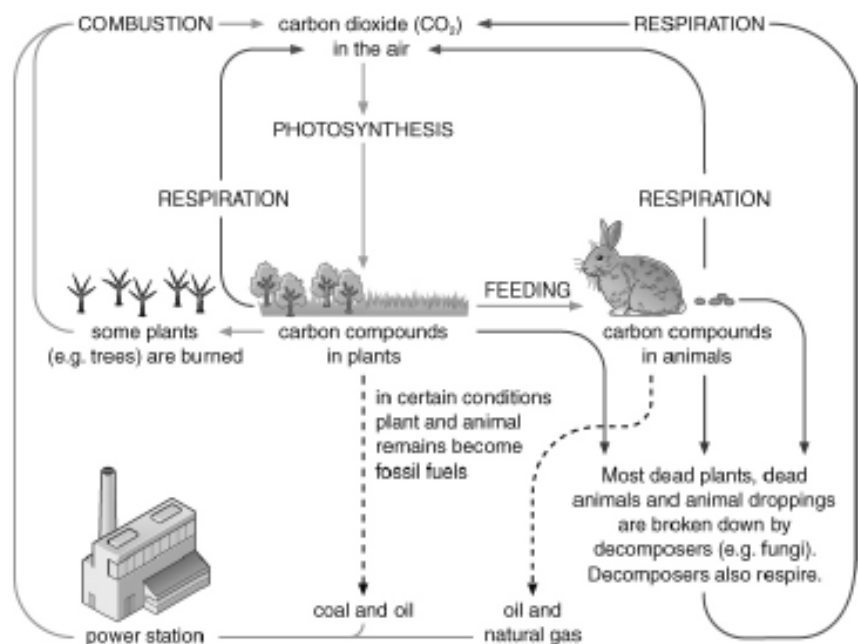 COMBUSTION
carbon dioxide (CO₂)
in the air
RESPIRATION
PHOTOSYNTHESIS
RESPIRATION
RESPIRATION
FEEDING
some plants
(e.g. trees) are burned
carbon compounds
in plants
carbon compounds
in animals
in certain conditions
plant and animal
remains become
fossil fuels
Most dead plants, dead
animals and animal droppings
are broken down by
decomposers (e.g. fungi).
Decomposers also respire.
coal and oil
oil and
natural gas
power station